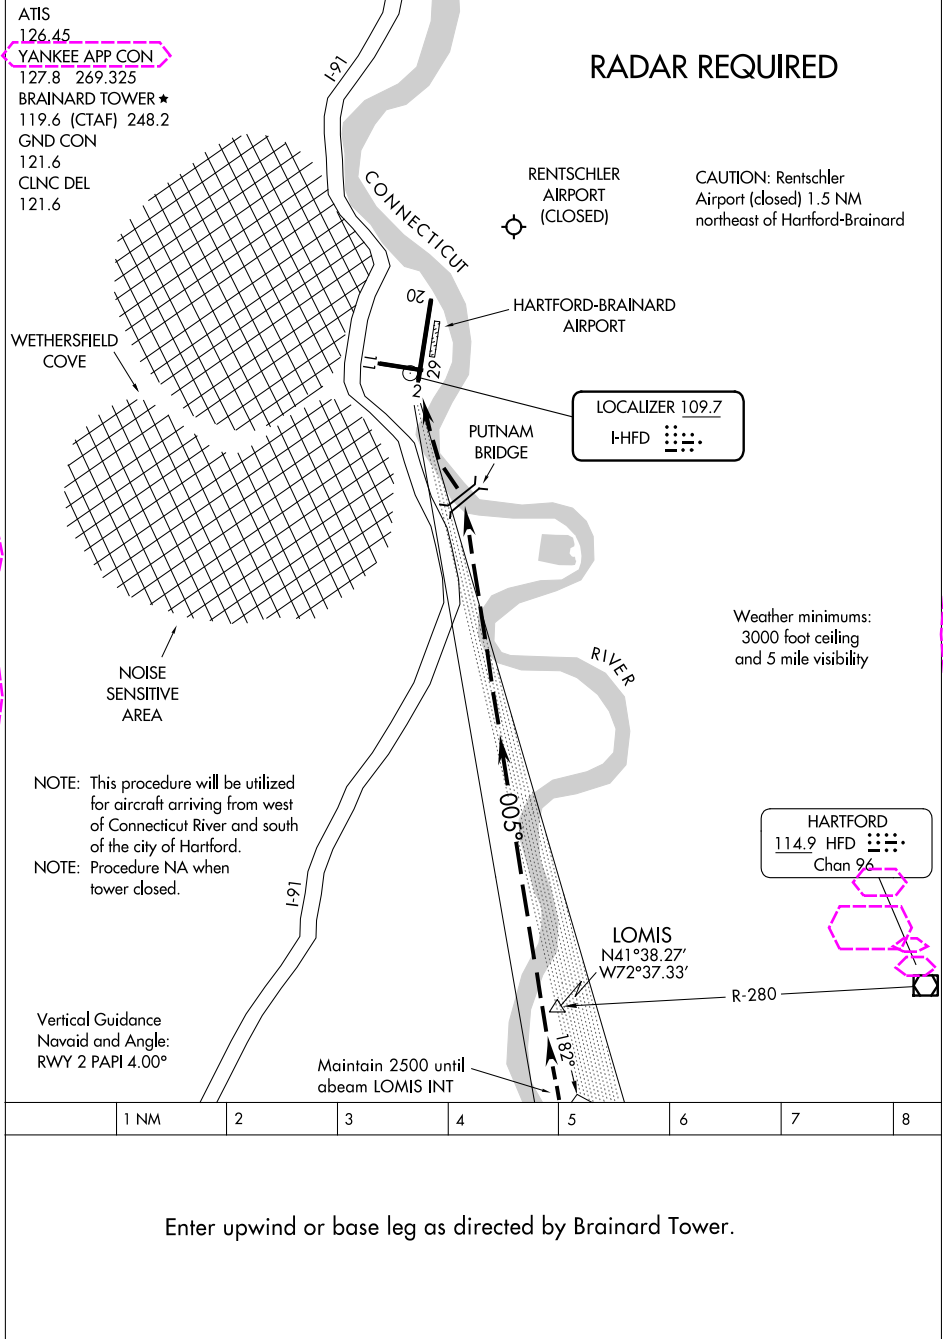 ATIS
126.45
YANKEE APP CON
127.8 269.325
BRAINARD TOWER ★
119.6 (CTAF) 248.2
GND CON
121.6
CLNC DEL
121.6
RADAR REQUIRED
I-91
CONNECTICUT
RENTSCHLER
AIRPORT
(CLOSED)
CAUTION: Rentschler
Airport (closed) 1.5 NM
northeast of Hartford-Brainard
20
HARTFORD-BRAINARD
AIRPORT
WETHERSFIELD
COVE
11
29
2
LOCALIZER 109.7
I-HFD
PUTNAM
BRIDGE
Weather minimums:
3000 foot ceiling
and 5 mile visibility
RIVER
NOISE
SENSITIVE
AREA
NOTE: This procedure will be utilized
for aircraft arriving from west
of Connecticut River and south
of the city of Hartford.
NOTE: Procedure NA when
tower closed.
005°
HARTFORD
114.9 HFD
Chan 96
I-91
LOMIS
N41°38.27'
W72°37.33'
R-280
Vertical Guidance
Navaid and Angle:
RWY 2 PAPI 4.00°
182°
Maintain 2500 until
abeam LOMIS INT
1 NM 2 3 4 5 6 7 8
Enter upwind or base leg as directed by Brainard Tower.